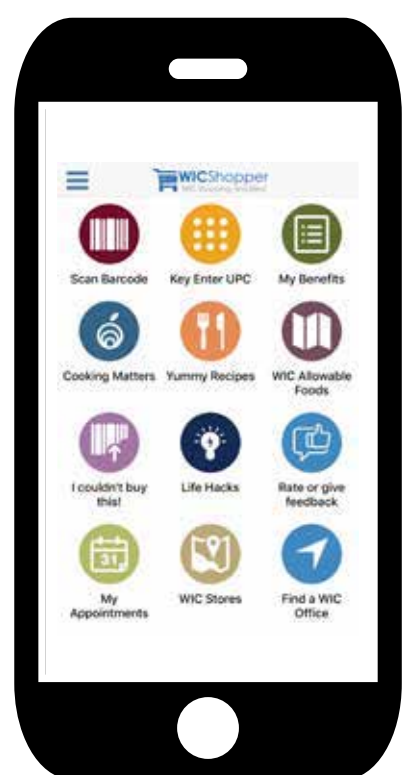 WICShopper
Scan Barcode
Key Enter UPC
My Benefits
Cooking Matters
Yummy Recipes
WIC Allowable
Foods
I couldn't buy
this!
Life Hacks
Rate or give
feedback
31
My
Appointments
WIC Stores
Find a WIC
Office